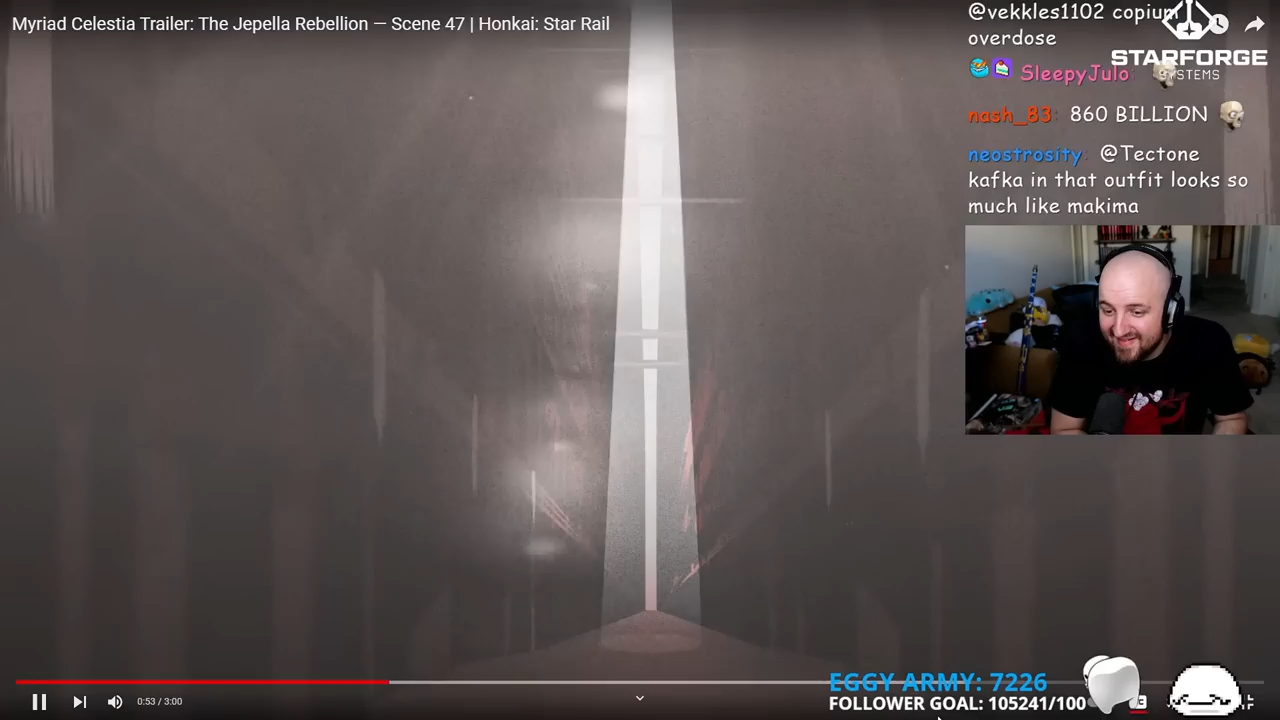 Myriad Celestia Trailer: The Jepella Rebellion — Scene 47 | Honkai: Star Rail
@vekkles1102 copium
overdose
STARFORGE
SYSTEMS
SleepyJulo:
nash_83: 860 BILLION
neostrosity: @Tectone
kafka in that outfit looks so
much like makima
EGGY ARMY: 7226
FOLLOWER GOAL: 105241/100
0:53 / 3:00